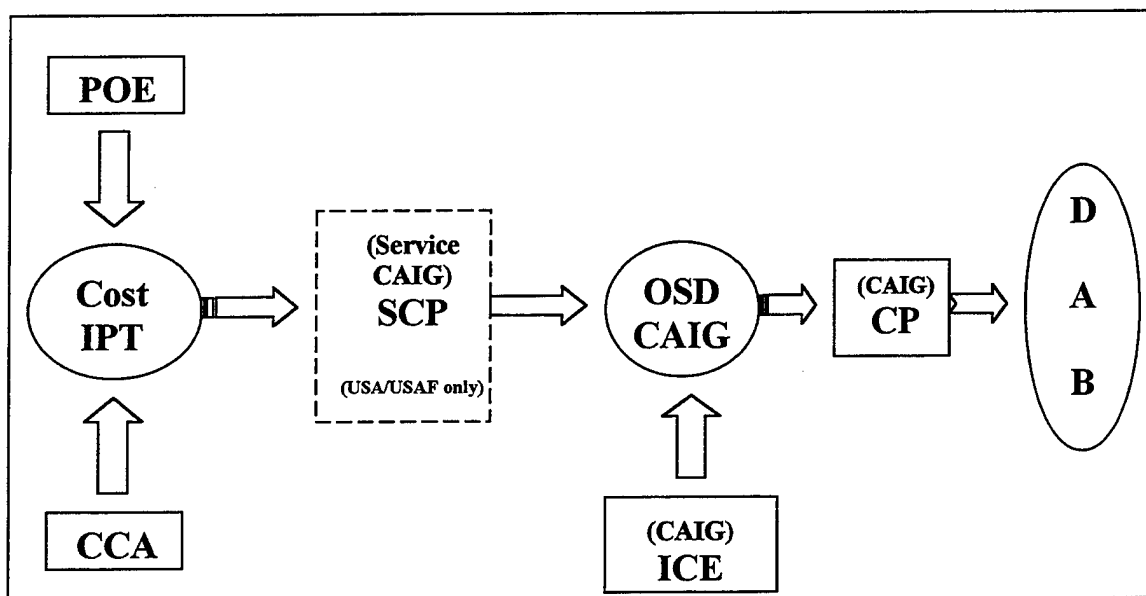 POE
Cost
IPT
CCA
(Service
CAIG)
SCP
(USA/USAF only)
OSD
CAIG
(CAIG)
ICE
(CAIG)
CP
D
A
B